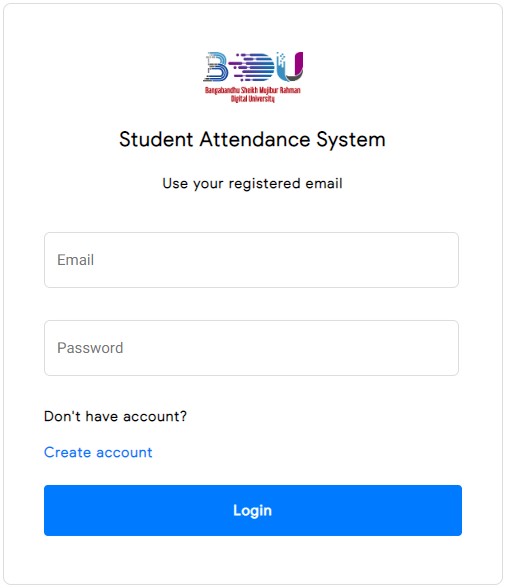 BDU
Bangabandhu Sheikh Mujibur Rahman
Digital University
Student Attendance System
Use your registered email
Email
Password
Don't have account?
Create account
Login